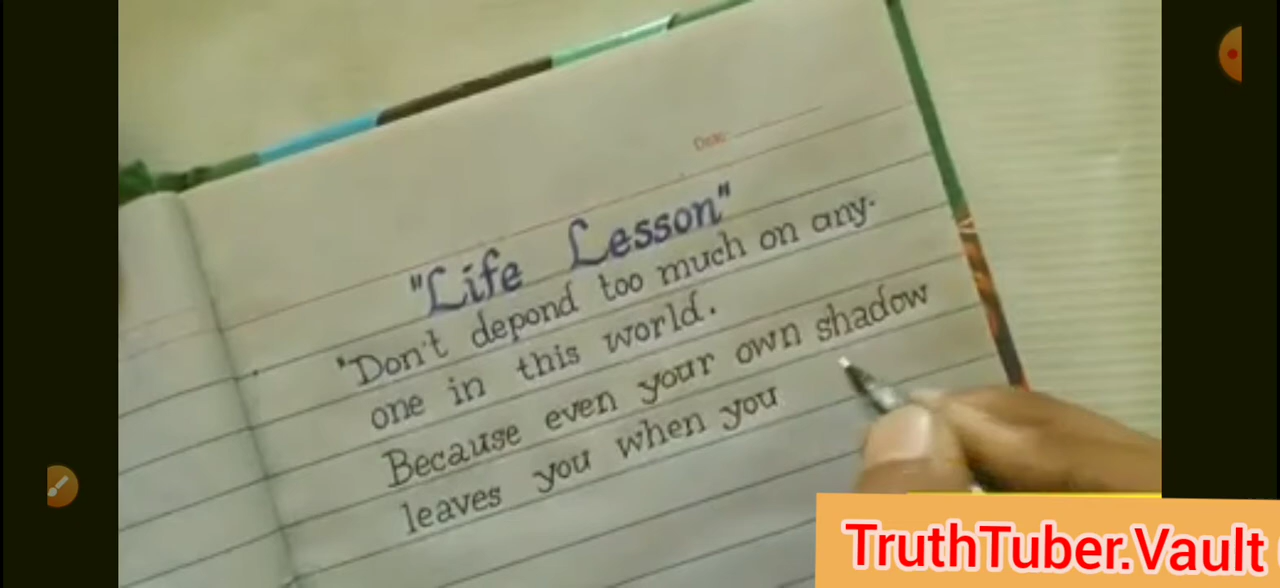 Date:
"Life Lesson"
"Don't depond too much on any-
one in this world.
Because even your own shadow
leaves you when you
TruthTuber.Vault